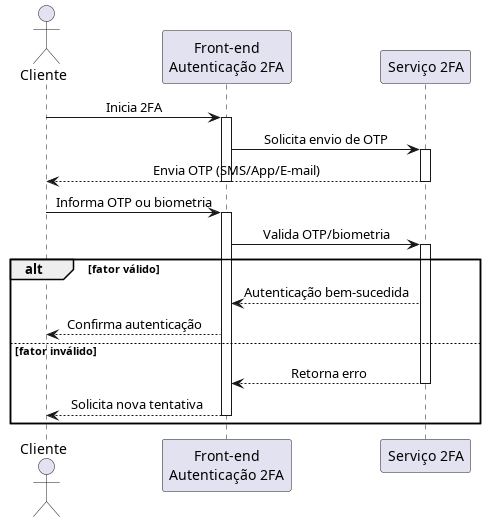 Cliente
Front-end
Autenticação 2FA
Serviço 2FA
Inicia 2FA
Solicita envio de OTP
Envia OTP (SMS/App/E-mail)
Informa OTP ou biometria
Valida OTP/biometria
alt
[fator válido]
Autenticação bem-sucedida
Confirma autenticação
[fator inválido]
Retorna erro
Solicita nova tentativa
Cliente
Front-end
Autenticação 2FA
Serviço 2FA